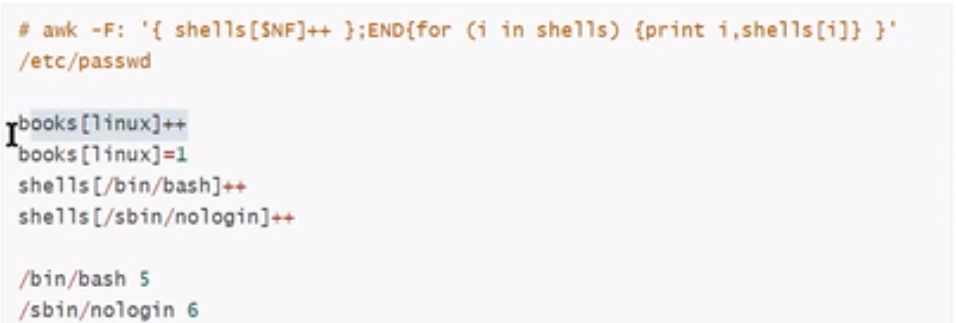 # awk -F: '{ shells[$NF]++ };END{for (i in shells) {print i,shells[i]} }'
/etc/passwd
books[linux]++
books[linux]=1
shells[/bin/bash]++
shells[/sbin/nologin]++
/bin/bash 5
/sbin/nologin 6